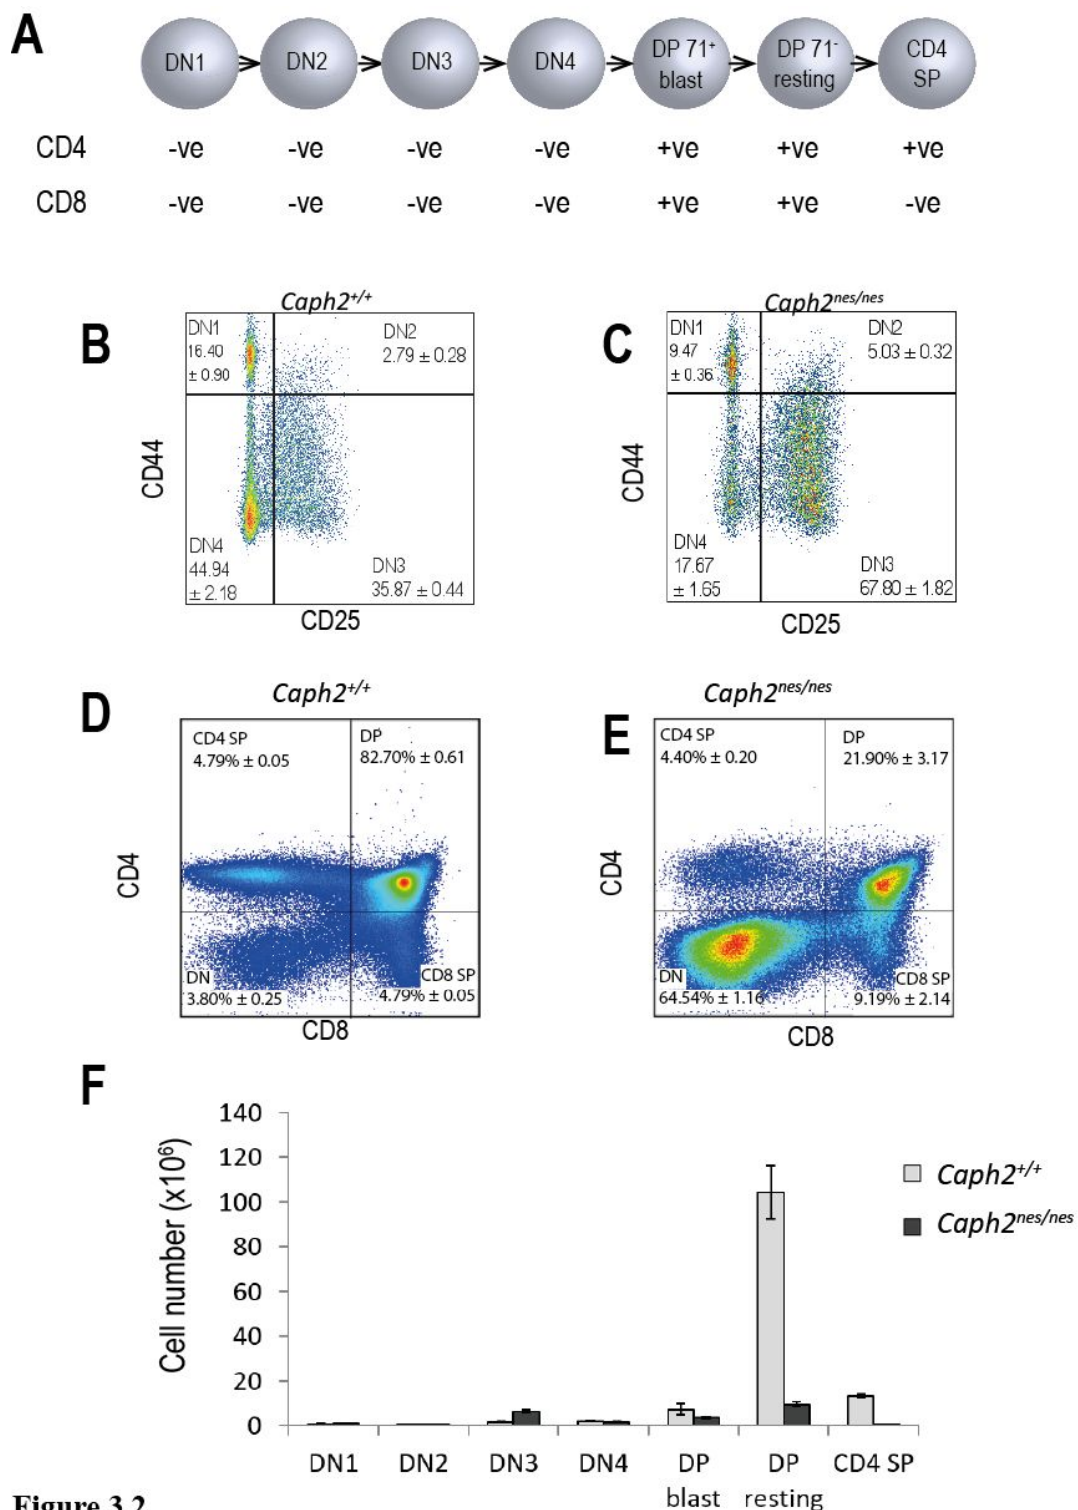 A
DN1 DN2 DN3 DN4 DP 71⁺ blast DP 71⁻ resting CD4 SP
CD4 -ve -ve -ve -ve +ve +ve +ve
CD8 -ve -ve -ve -ve +ve +ve -ve
B
Caph2+/+
DN1
16.40
± 0.90
DN2
2.79 ± 0.28
CD44
DN4
44.94
± 2.18
DN3
35.87 ± 0.44
CD25
C
Caph2nes/nes
DN1
9.47
± 0.36
DN2
5.03 ± 0.32
CD44
DN4
17.67
± 1.65
DN3
67.80 ± 1.82
CD25
D
Caph2+/+
CD4 SP
4.79% ± 0.05
DP
82.70% ± 0.61
CD4
DN
3.80% ± 0.25
CD8 SP
4.79% ± 0.05
CD8
E
Caph2nes/nes
CD4 SP
4.40% ± 0.20
DP
21.90% ± 3.17
CD4
DN
64.54% ± 1.16
CD8 SP
9.19% ± 2.14
CD8
F
Cell number (x10⁶)
140
120
100
80
60
40
20
0
Caph2+/+
Caph2nes/nes
DN1 DN2 DN3 DN4 DP DP CD4 SP
blast resting
Figure 3.2